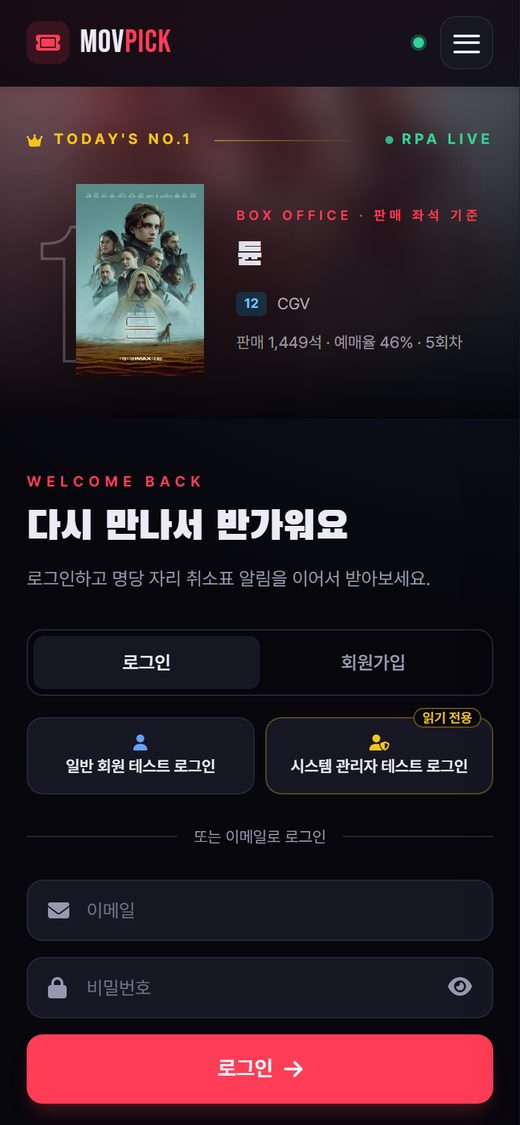 MOVPICK
TODAY'S NO.1
RPA LIVE
1
BOX OFFICE · 판매 좌석 기준
듄
12 CGV
판매 1,449석 · 예매율 46% · 5회차
듄
IMAX
WELCOME BACK
다시 만나서 반가워요
로그인하고 명당 자리 취소표 알림을 이어서 받아보세요.
로그인
회원가입
읽기 전용
일반 회원 테스트 로그인
시스템 관리자 테스트 로그인
또는 이메일로 로그인
이메일
비밀번호
로그인 →